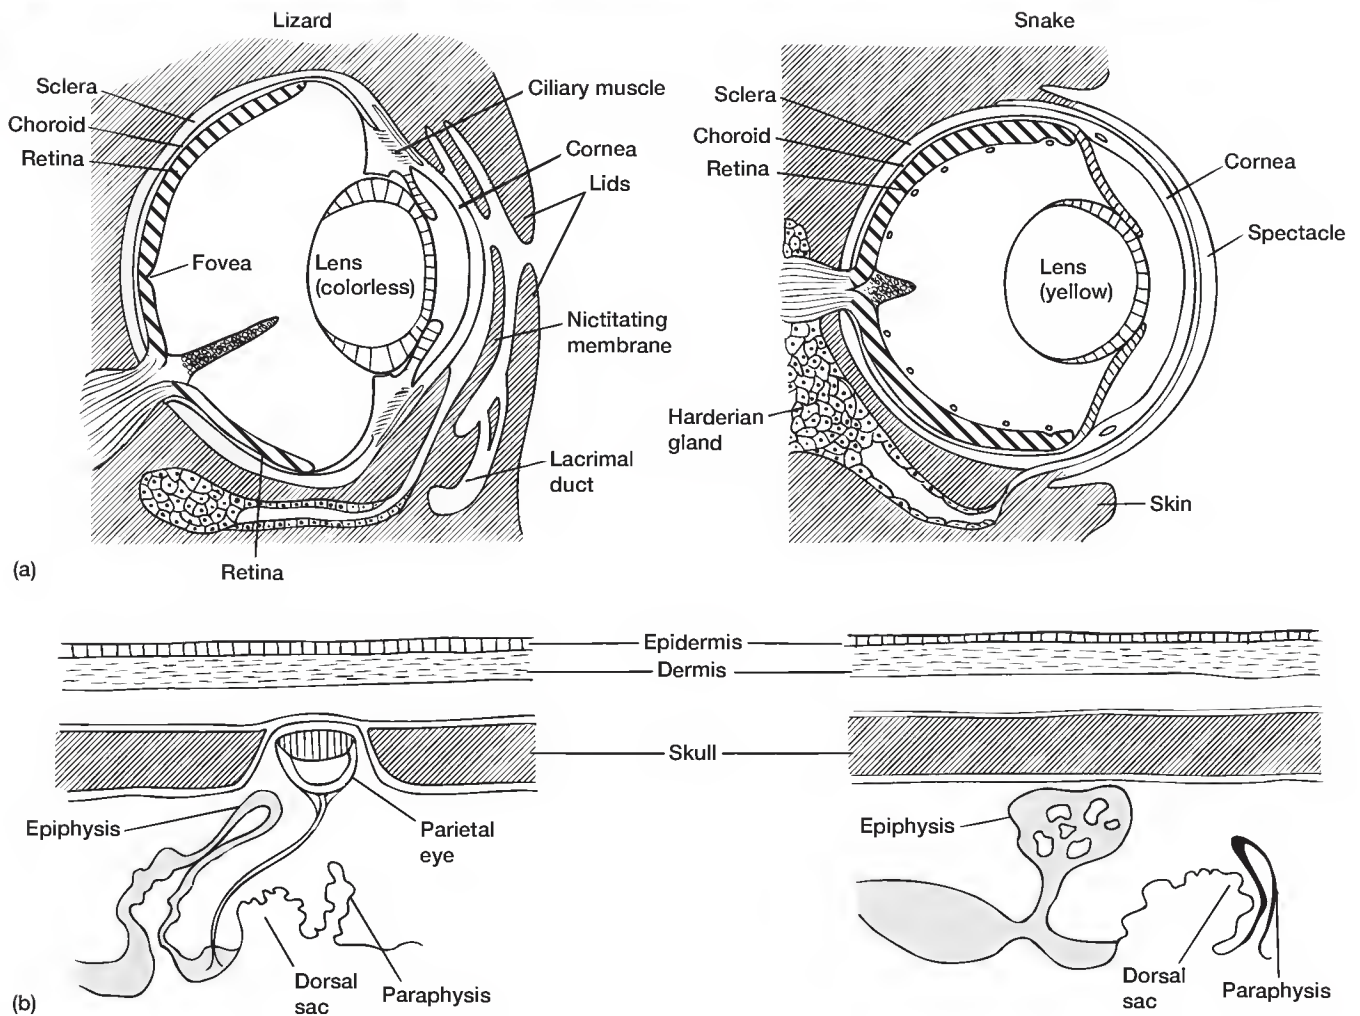 Lizard
Snake
Sclera
Choroid
Retina
Fovea
Lens
(colorless)
Ciliary muscle
Cornea
Lids
Nictitating
membrane
Lacrimal
duct
Retina
Sclera
Choroid
Retina
Lens
(yellow)
Cornea
Spectacle
Harderian
gland
Skin
(a)
Epidermis
Dermis
Skull
Epiphysis
Parietal
eye
Dorsal
sac
Paraphysis
Epiphysis
Dorsal
sac
Paraphysis
(b)